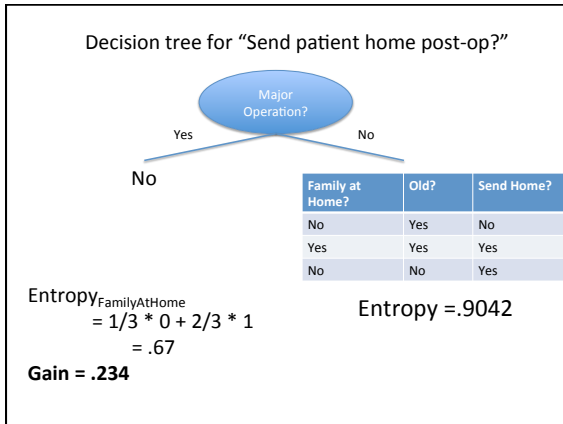 Decision tree for “Send patient home post-op?”
Major
Operation?
Yes
No
No
Family at Home? Old? Send Home?
No Yes No
Yes Yes Yes
No No Yes
Entropy =.9042
Entropy FamilyAtHome
= 1/3 * 0 + 2/3 * 1
= .67
Gain = .234